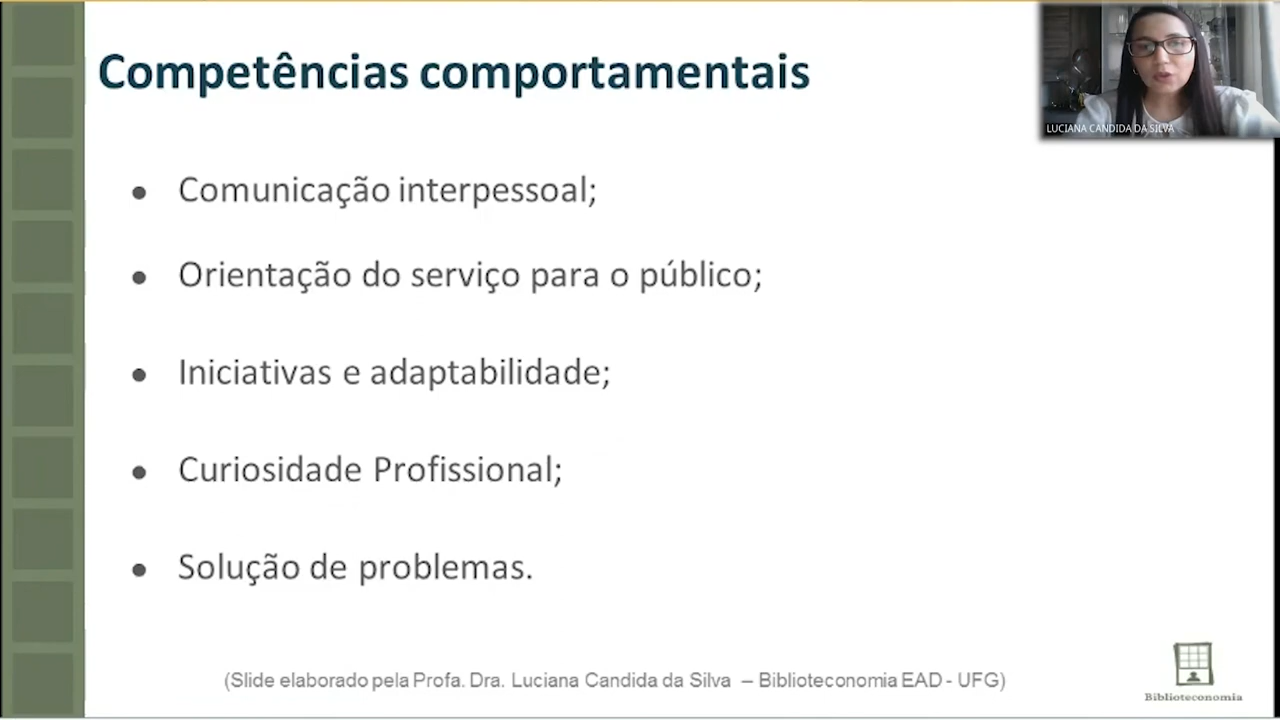 Competências comportamentais
LUCIANA CANDIDA DA SILVA
● Comunicação interpessoal;
● Orientação do serviço para o público;
● Iniciativas e adaptabilidade;
● Curiosidade Profissional;
● Solução de problemas.
(Slide elaborado pela Profa. Dra. Luciana Candida da Silva – Biblioteconomia EAD - UFG)
Biblioteconomia